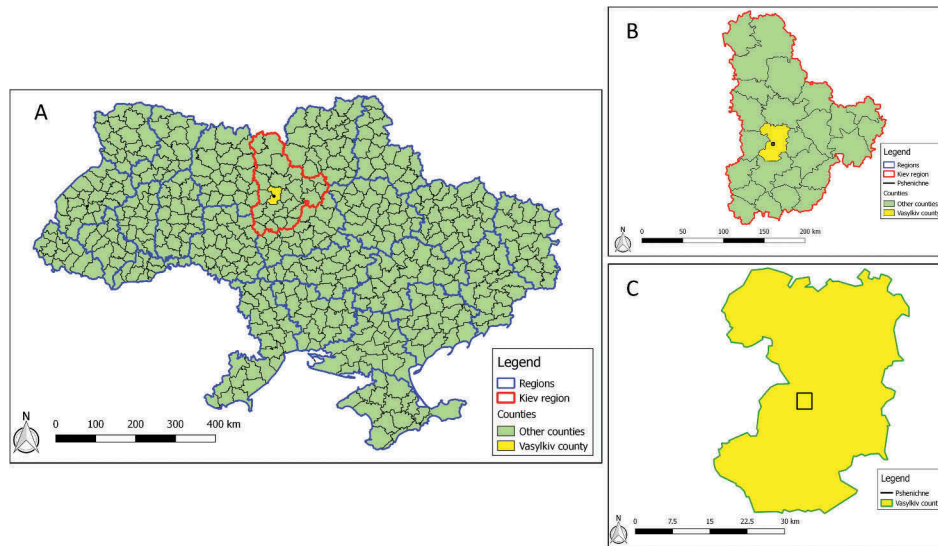 A
Legend
Regions
Kiev region
Counties
Other counties
Vasylkiv county
N
0 100 200 300 400 km
B
Legend
Regions
Kiev region
Pshenichne
Counties
Other counties
Vasylkiv county
N
0 50 100 150 200 km
C
Legend
Pshenichne
Vasylkiv county
N
0 7.5 15 22.5 30 km